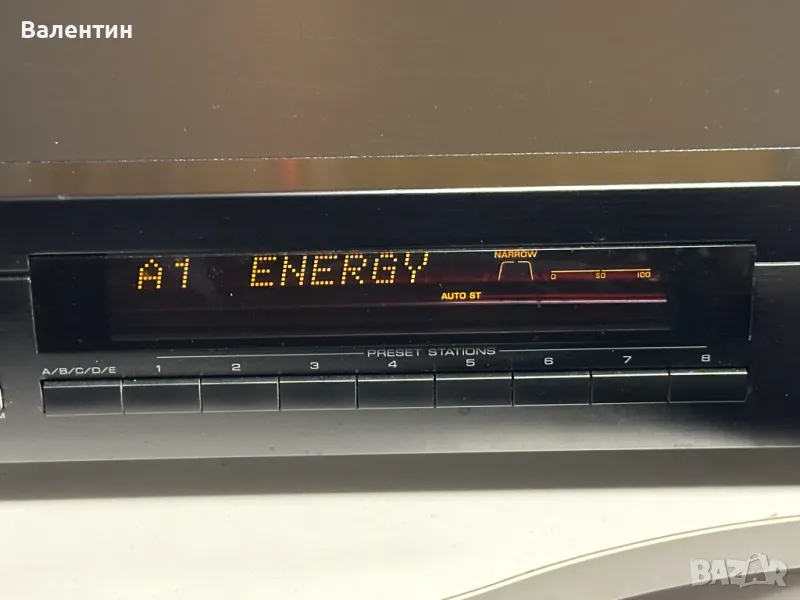 Валентин
A1 ENERGY
NARROW
0 50 100
AUTO ST
PRESET STATIONS
A/B/C/D/E 1 2 3 4 5 6 7 8
BAZAR